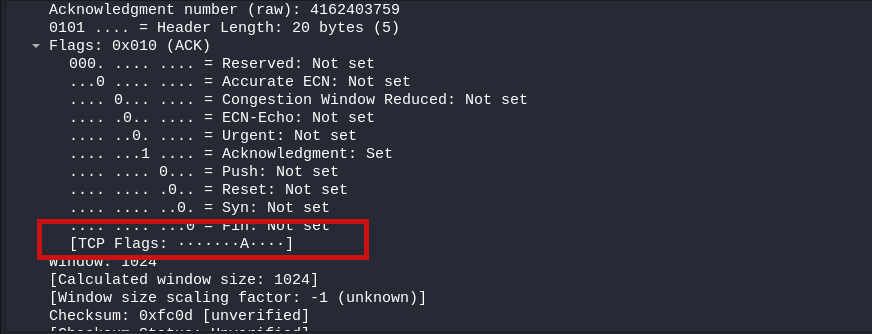 Acknowledgment number (raw): 4162403759
0101 .... = Header Length: 20 bytes (5)
Flags: 0x010 (ACK)
000. .... .... = Reserved: Not set
...0 .... .... = Accurate ECN: Not set
.... 0... .... = Congestion Window Reduced: Not set
.... .0.. .... = ECN-Echo: Not set
.... ..0. .... = Urgent: Not set
.... ...1 .... = Acknowledgment: Set
.... .... 0... = Push: Not set
.... .... .0.. = Reset: Not set
.... .... ..0. = Syn: Not set
.... .... ...0 = Fin: Not set
[TCP Flags: ·······A····]
Window: 1024
[Calculated window size: 1024]
[Window size scaling factor: -1 (unknown)]
Checksum: 0xfc0d [unverified]
[Checksum Status: Unverified]